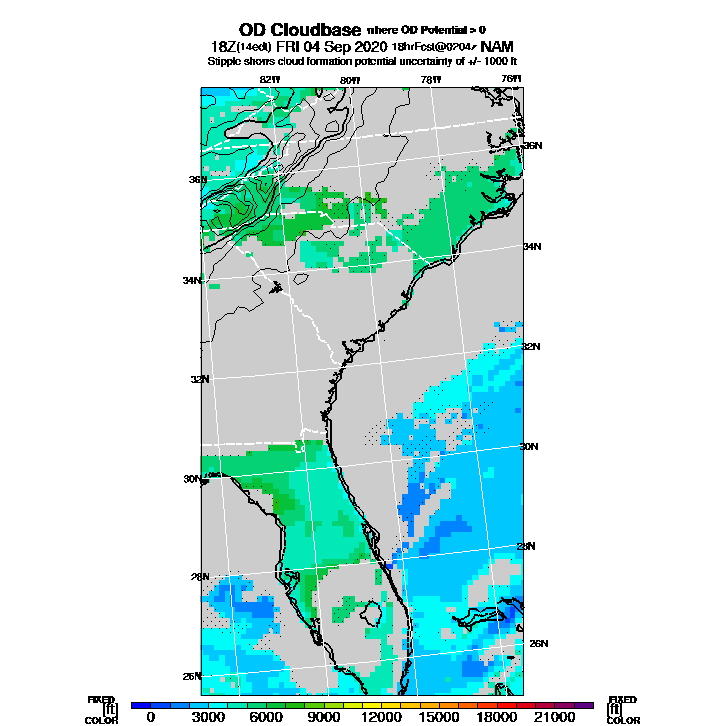 OD Cloudbase where OD Potential > 0
18Z(14edt) FRI 04 Sep 2020 18hrFcst@0204z NAM
Stipple shows cloud formation potential uncertainty of +/- 1000 ft
82W 80W 78W 76W
36N
36N
34N
34N
32N
32N
30N
30N
28N
28N
26N
26N
FIXED [ft] COLOR
0 3000 6000 9000 12000 15000 18000 21000
FIXED [ft] COLOR